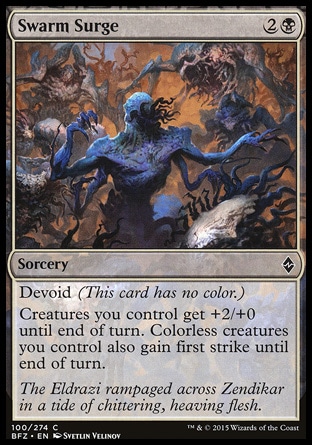 Swarm Surge 2
Sorcery
Devoid (This card has no color.)
Creatures you control get +2/+0
until end of turn. Colorless creatures
you control also gain first strike until
end of turn.
The Eldrazi rampaged across Zendikar
in a tide of chittering, heaving flesh.
100/274 C
BFZ • EN Svetlin Velinov
™ & © 2015 Wizards of the Coast